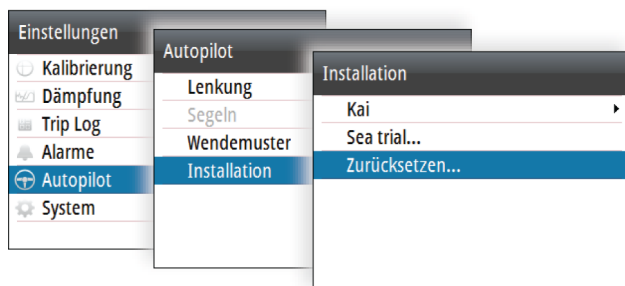 Einstellungen
Kalibrierung
Dämpfung
Trip Log
Alarme
Autopilot
System
Autopilot
Lenkung
Segeln
Wendemuster
Installation
Installation
Kai
Sea trial...
Zurücksetzen...